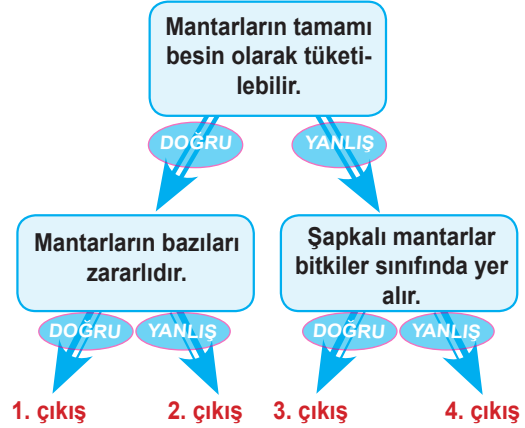 Mantarların tamamı
besin olarak tüketi-
lebilir.
DOĞRU
YANLIŞ
Mantarların bazıları
zararlıdır.
Şapkalı mantarlar
bitkiler sınıfında yer
alır.
DOĞRU
YANLIŞ
DOĞRU
YANLIŞ
1. çıkış
2. çıkış
3. çıkış
4. çıkış